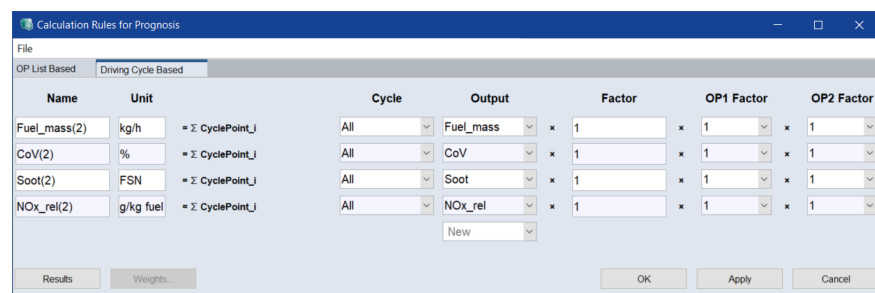 Calculation Rules for Prognosis
File
OP List Based Driving Cycle Based
Name Unit Cycle Output Factor OP1 Factor OP2 Factor
Fuel_mass(2) kg/h = Σ CyclePoint_i All Fuel_mass × 1 × 1 × 1
CoV(2) % = Σ CyclePoint_i All CoV × 1 × 1 × 1
Soot(2) FSN = Σ CyclePoint_i All Soot × 1 × 1 × 1
NOx_rel(2) g/kg fuel = Σ CyclePoint_i All NOx_rel × 1 × 1 × 1
New
Results Weights... OK Apply Cancel